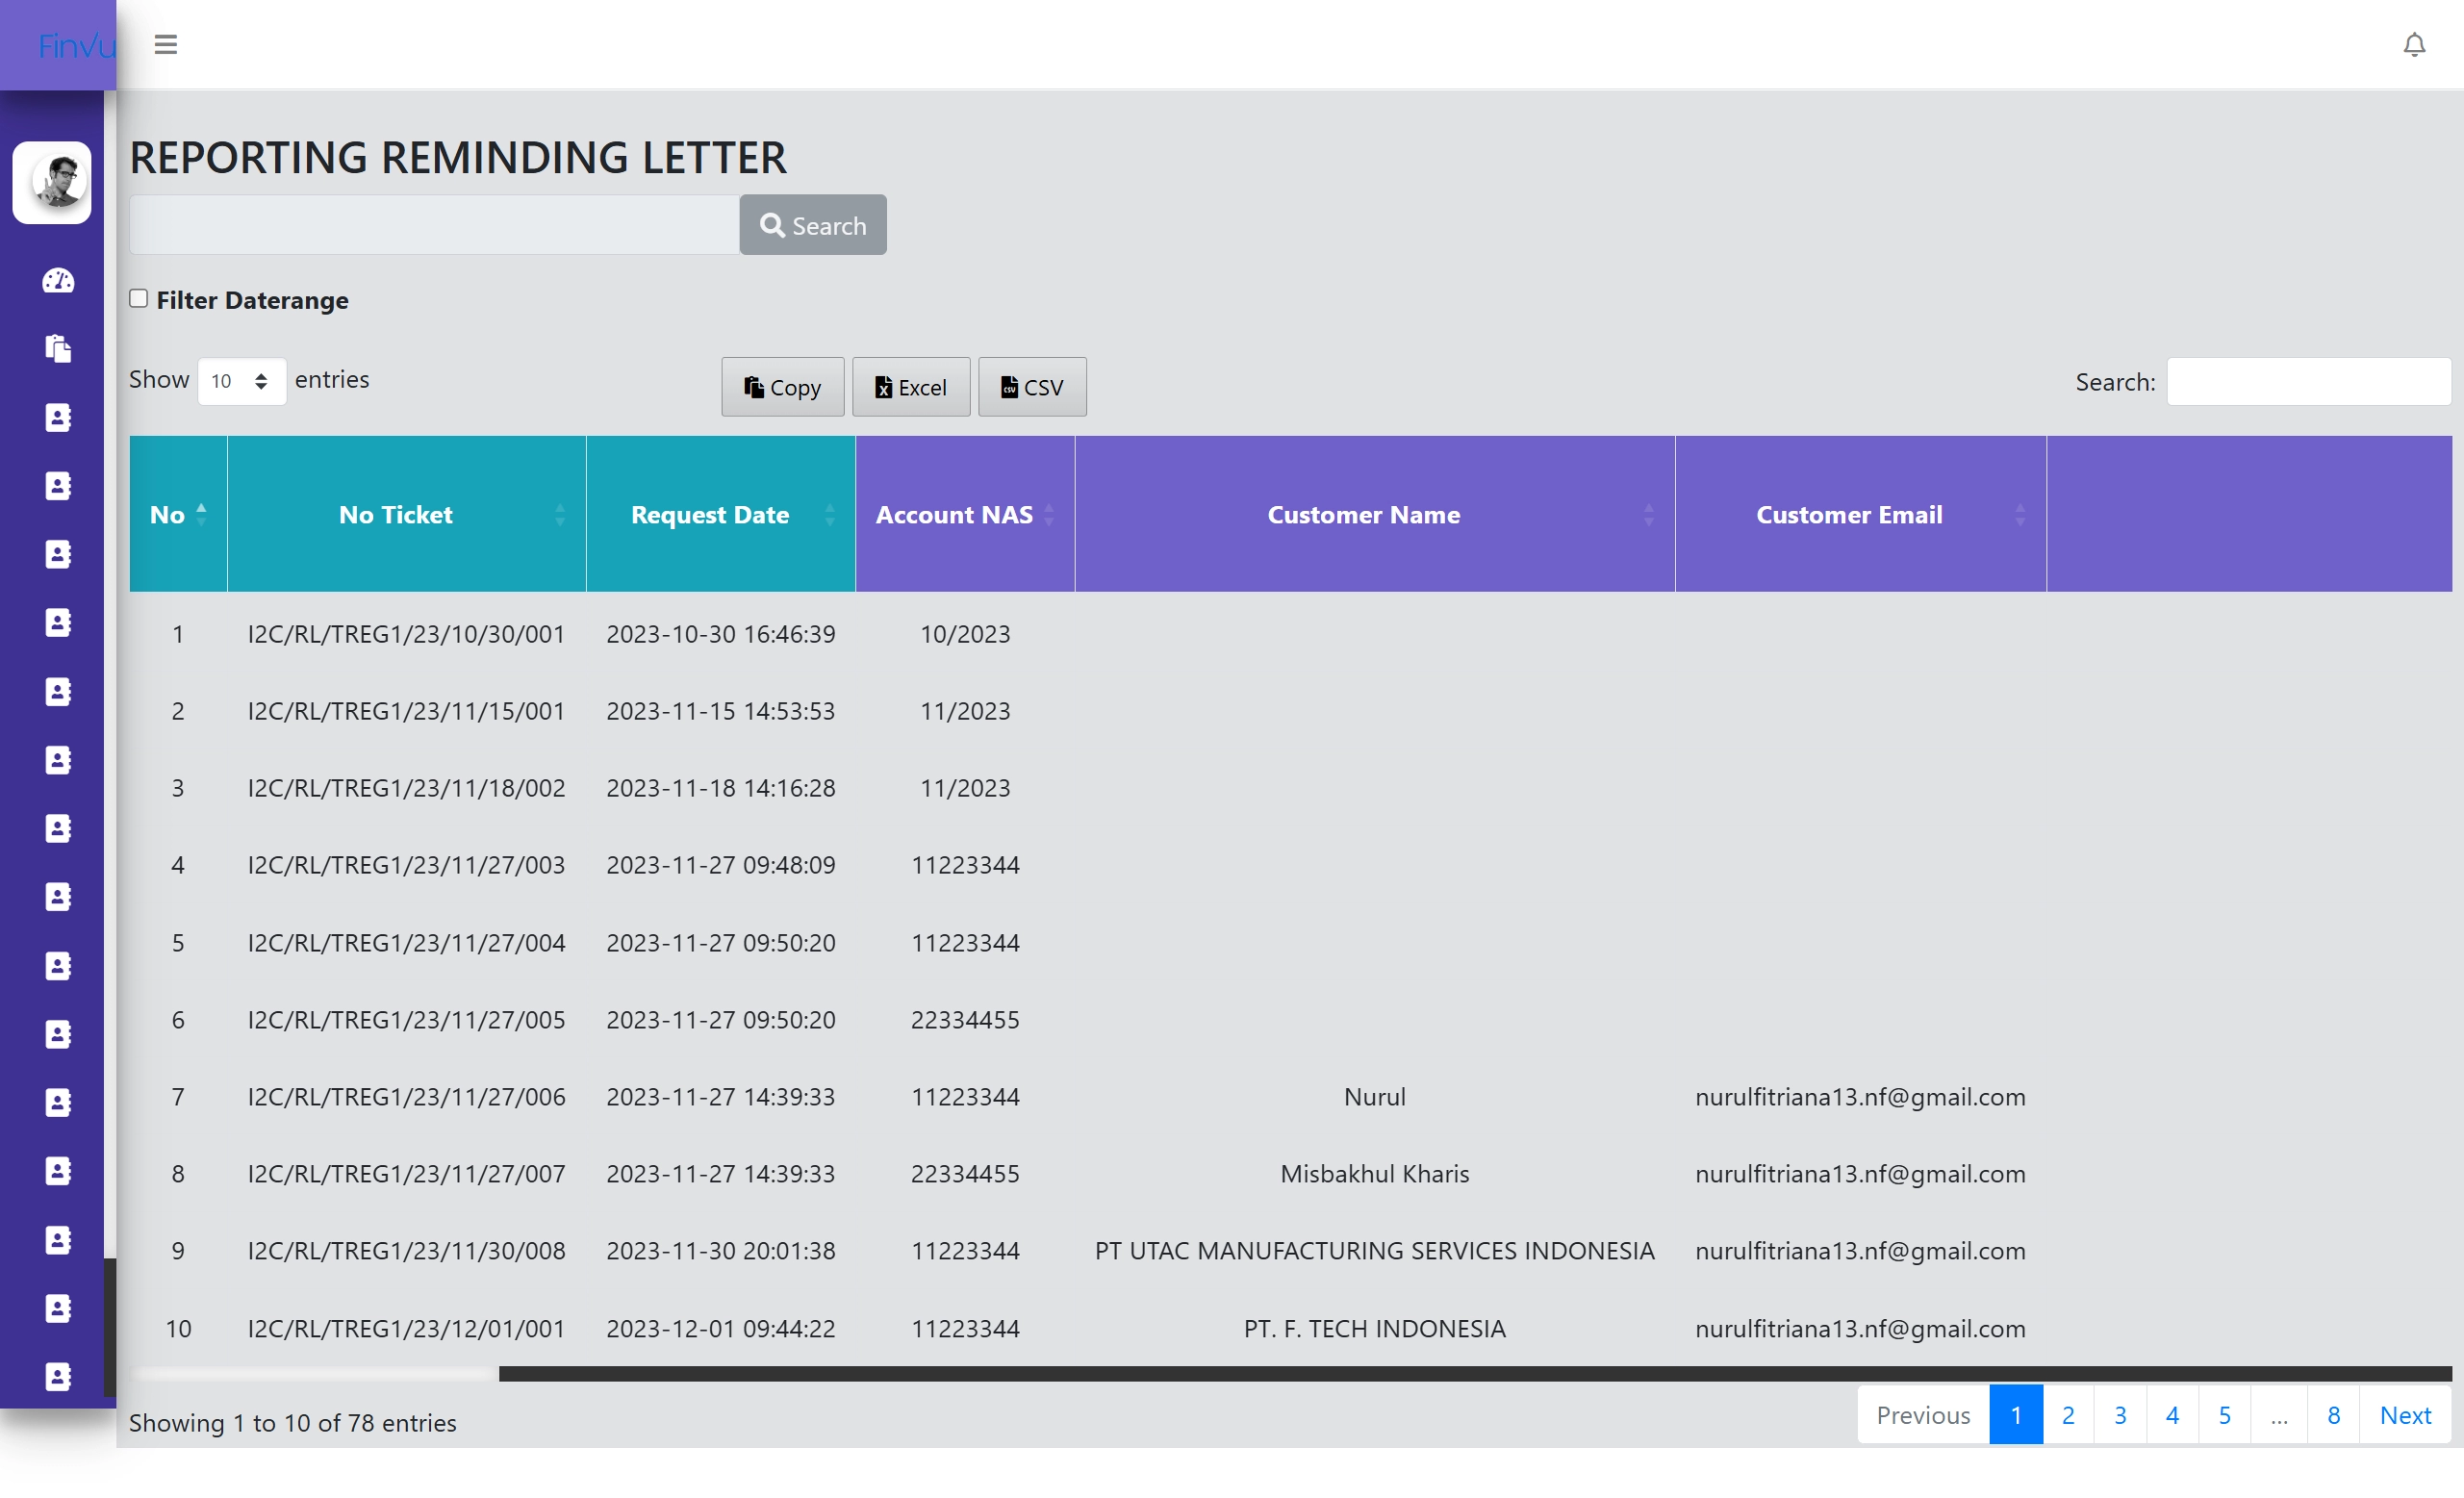 FinVu
REPORTING REMINDING LETTER
Search
Filter Daterange
Show 10 entries
Copy Excel CSV
Search:
No No Ticket Request Date Account NAS Customer Name Customer Email
1 I2C/RL/TREG1/23/10/30/001 2023-10-30 16:46:39 10/2023
2 I2C/RL/TREG1/23/11/15/001 2023-11-15 14:53:53 11/2023
3 I2C/RL/TREG1/23/11/18/002 2023-11-18 14:16:28 11/2023
4 I2C/RL/TREG1/23/11/27/003 2023-11-27 09:48:09 11223344
5 I2C/RL/TREG1/23/11/27/004 2023-11-27 09:50:20 11223344
6 I2C/RL/TREG1/23/11/27/005 2023-11-27 09:50:20 22334455
7 I2C/RL/TREG1/23/11/27/006 2023-11-27 14:39:33 11223344 Nurul nurulfitriana13.nf@gmail.com
8 I2C/RL/TREG1/23/11/27/007 2023-11-27 14:39:33 22334455 Misbakhul Kharis nurulfitriana13.nf@gmail.com
9 I2C/RL/TREG1/23/11/30/008 2023-11-30 20:01:38 11223344 PT UTAC MANUFACTURING SERVICES INDONESIA nurulfitriana13.nf@gmail.com
10 I2C/RL/TREG1/23/12/01/001 2023-12-01 09:44:22 11223344 PT. F. TECH INDONESIA nurulfitriana13.nf@gmail.com
Showing 1 to 10 of 78 entries
Previous 1 2 3 4 5 ... 8 Next